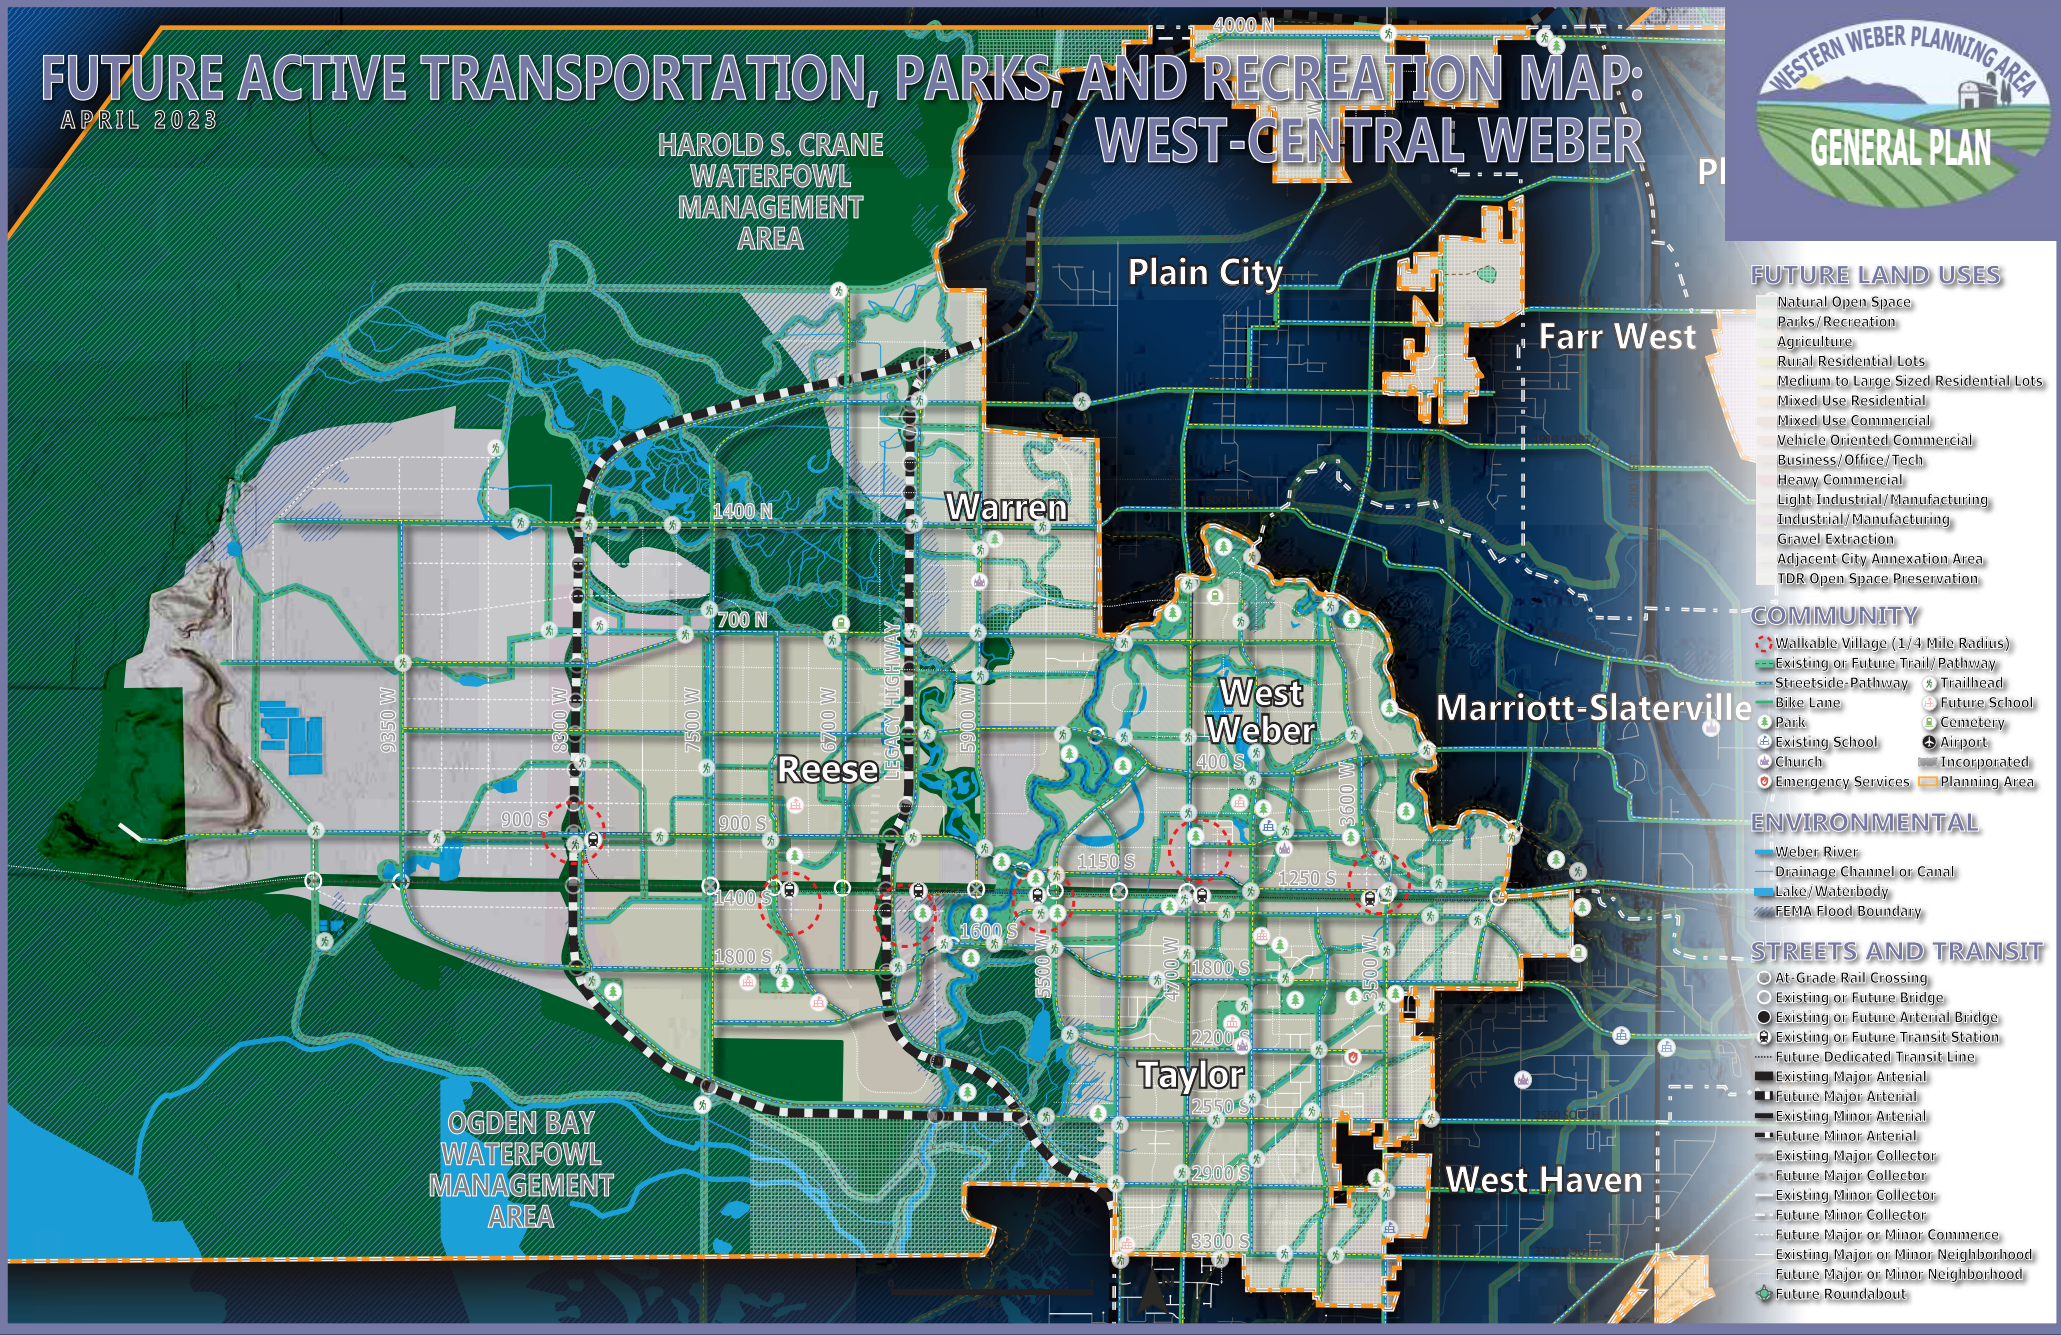 FUTURE ACTIVE TRANSPORTATION, PARKS, AND RECREATION MAP:
WEST-CENTRAL WEBER
APRIL 2023
WESTERN WEBER PLANNING AREA
GENERAL PLAN
4000 N
HAROLD S. CRANE
WATERFOWL
MANAGEMENT
AREA
Pl
Plain City
Farr West
Warren
1400 N
700 N
West
Weber
Marriott-Slaterville
9350 W
8300 W
7500 W
6700 W
LEGACY HIGHWAY
5900 W
Reese
400 S
3600 W
900 S
900 S
1150 S
1250 S
1400 S
1600 S
1800 S
5500 W
4700 W
1800 S
3500 W
2200 S
Taylor
2550 S
2900 S
West Haven
3300 S
OGDEN BAY
WATERFOWL
MANAGEMENT
AREA
FUTURE LAND USES
Natural Open Space
Parks/Recreation
Agriculture
Rural Residential Lots
Medium to Large Sized Residential Lots
Mixed Use Residential
Mixed Use Commercial
Vehicle Oriented Commercial
Business/Office/Tech
Heavy Commercial
Light Industrial/Manufacturing
Industrial/Manufacturing
Gravel Extraction
Adjacent City Annexation Area
TDR Open Space Preservation
COMMUNITY
Walkable Village (1/4 Mile Radius)
Existing or Future Trail/Pathway
Streetside-Pathway
Trailhead
Bike Lane
Future School
Park
Cemetery
Existing School
Airport
Church
Incorporated
Emergency Services
Planning Area
ENVIRONMENTAL
Weber River
Drainage Channel or Canal
Lake/Waterbody
FEMA Flood Boundary
STREETS AND TRANSIT
At-Grade Rail Crossing
Existing or Future Bridge
Existing or Future Arterial Bridge
Existing or Future Transit Station
Future Dedicated Transit Line
Existing Major Arterial
Future Major Arterial
Existing Minor Arterial
Future Minor Arterial
Existing Major Collector
Future Major Collector
Existing Minor Collector
Future Minor Collector
Future Major or Minor Commerce
Existing Major or Minor Neighborhood
Future Major or Minor Neighborhood
Future Roundabout